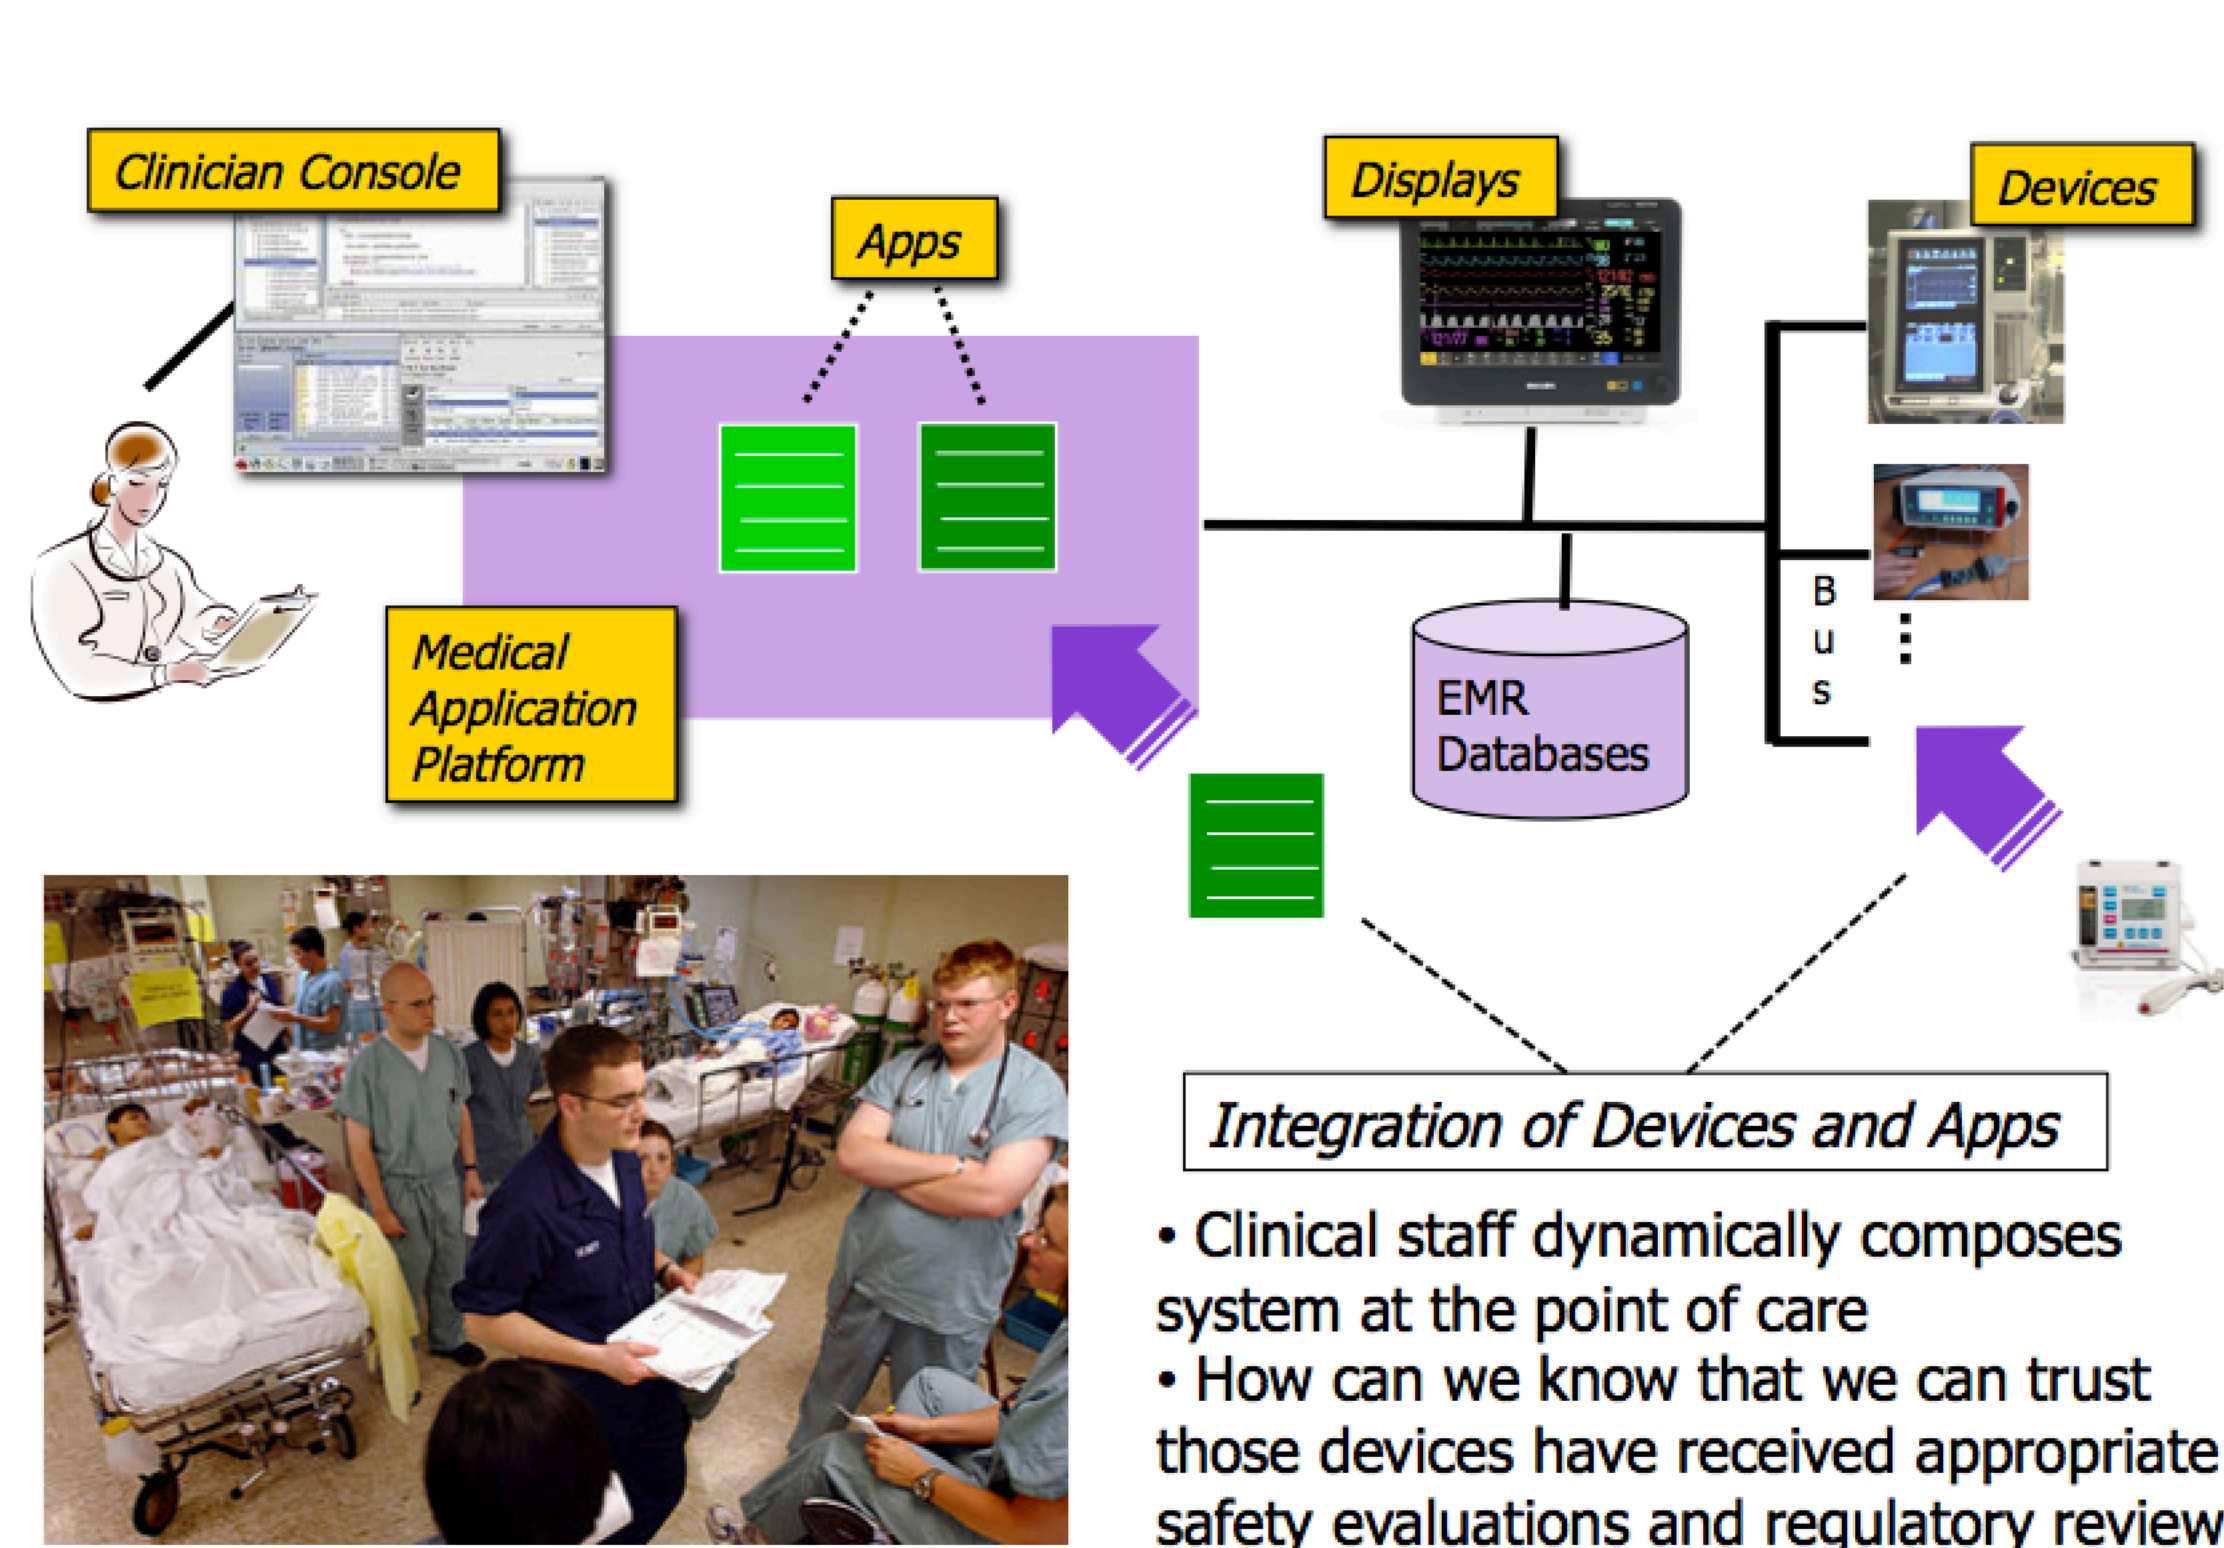 Clinician Console
Apps
Displays
Devices
Medical
Application
Platform
EMR
Databases
B
u
s
Integration of Devices and Apps
• Clinical staff dynamically composes
system at the point of care
• How can we know that we can trust
those devices have received appropriate
safety evaluations and regulatory review